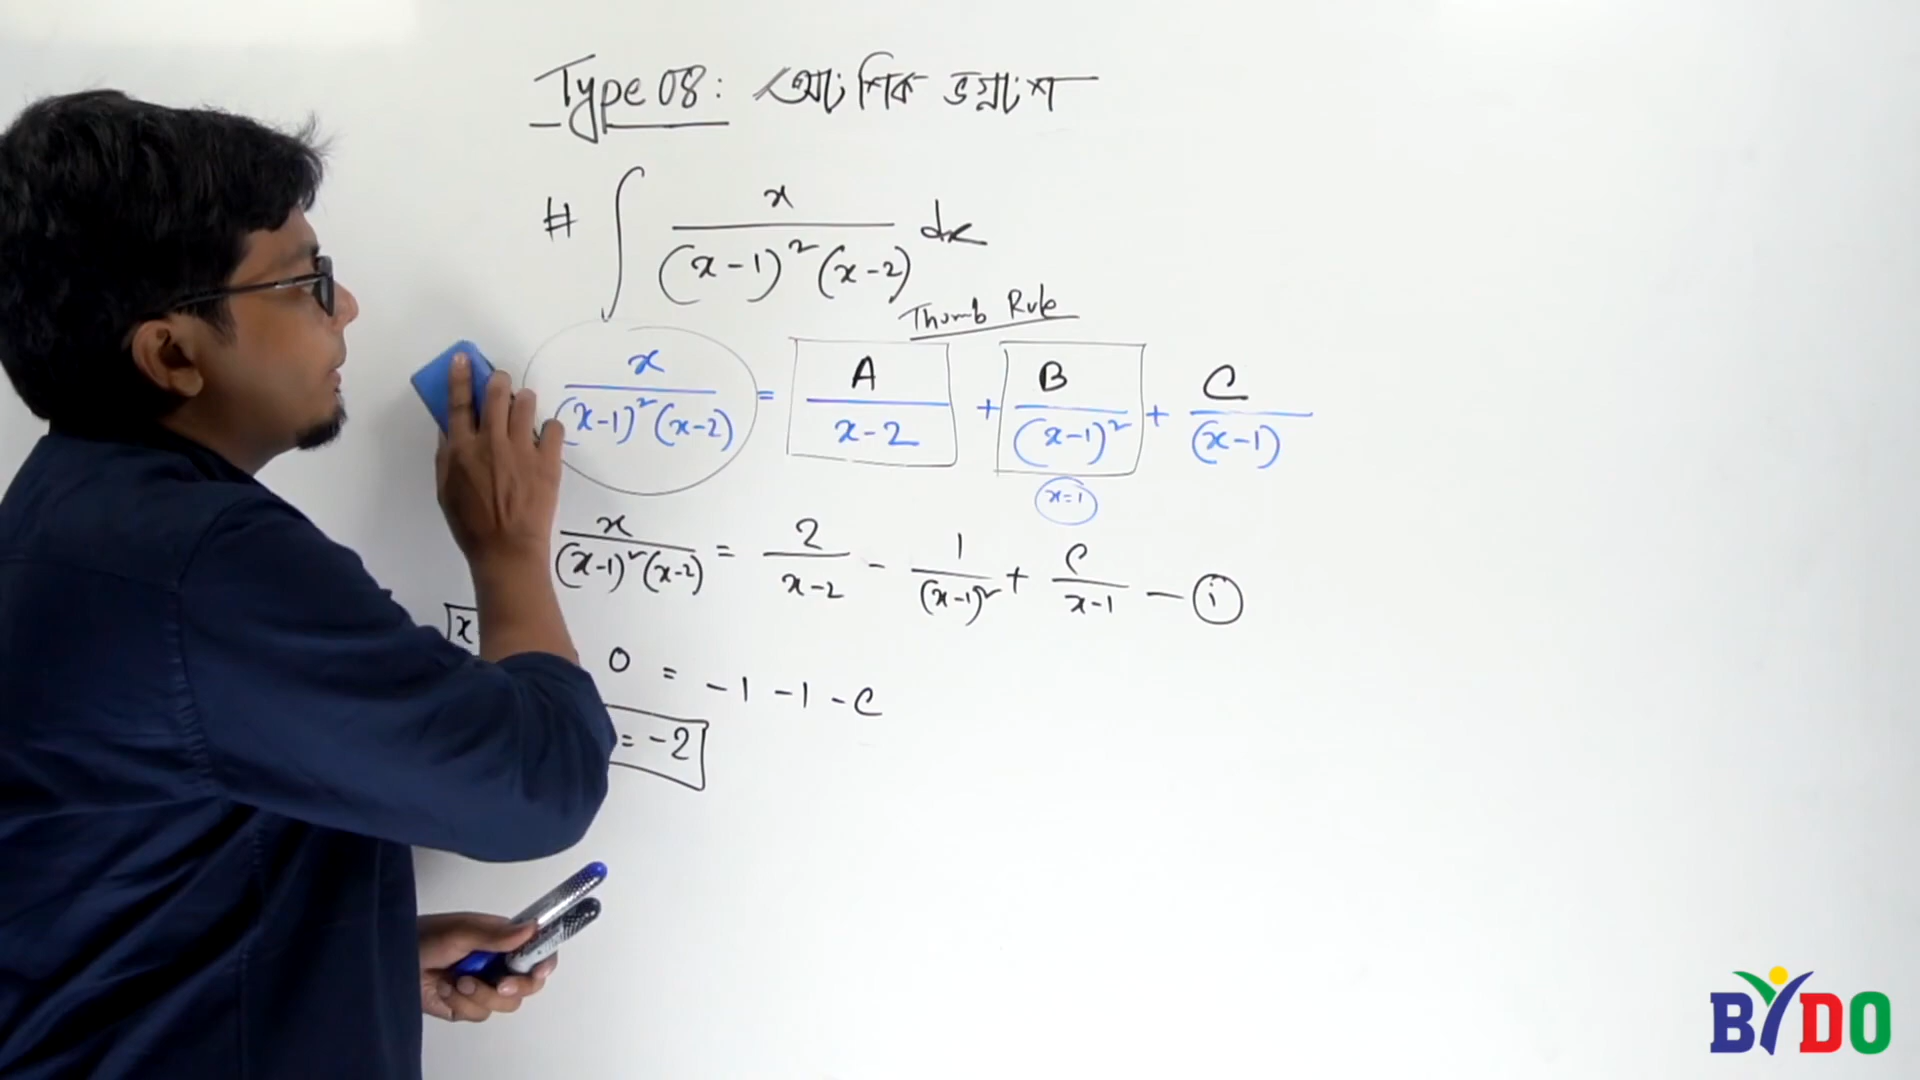 Type 08: আংশিক ভগ্নাংশ
# ∫ x / (x-1)² (x-2) dx
Thumb Rule
x / (x-1)² (x-2) = A / x-2 + B / (x-1)² + C / (x-1)
x=1
x / (x-1)² (x-2) = 2 / x-2 - 1 / (x-1)² + C / x-1 — (i)
x
0 = -1 -1 -C
= -2
BYDO